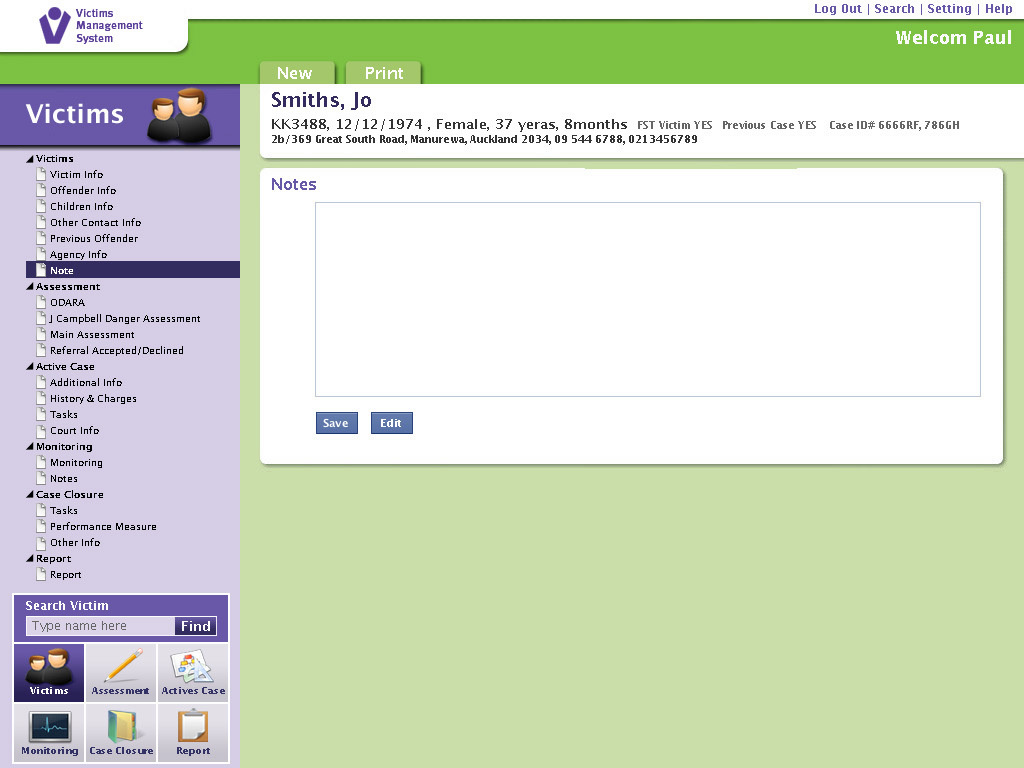 Victims
Management
System
Log Out | Search | Setting | Help
Welcom Paul
New
Print
Victims
Smiths, Jo
KK3488, 12/12/1974 , Female, 37 yeras, 8months FST Victim YES Previous Case YES Case ID# 6666RF, 786GH
2b/369 Great South Road, Manurewa, Auckland 2034, 09 544 6788, 0213456789
Victims
Victim Info
Offender Info
Children Info
Other Contact Info
Previous Offender
Agency Info
Note
Assessment
ODARA
J Campbell Danger Assessment
Main Assessment
Referral Accepted/Declined
Active Case
Additional Info
History & Charges
Tasks
Court Info
Monitoring
Monitoring
Notes
Case Closure
Tasks
Performance Measure
Other Info
Report
Report
Notes
Save
Edit
Search Victim
Type name here
Find
Victims
Assessment
Actives Case
Monitoring
Case Closure
Report